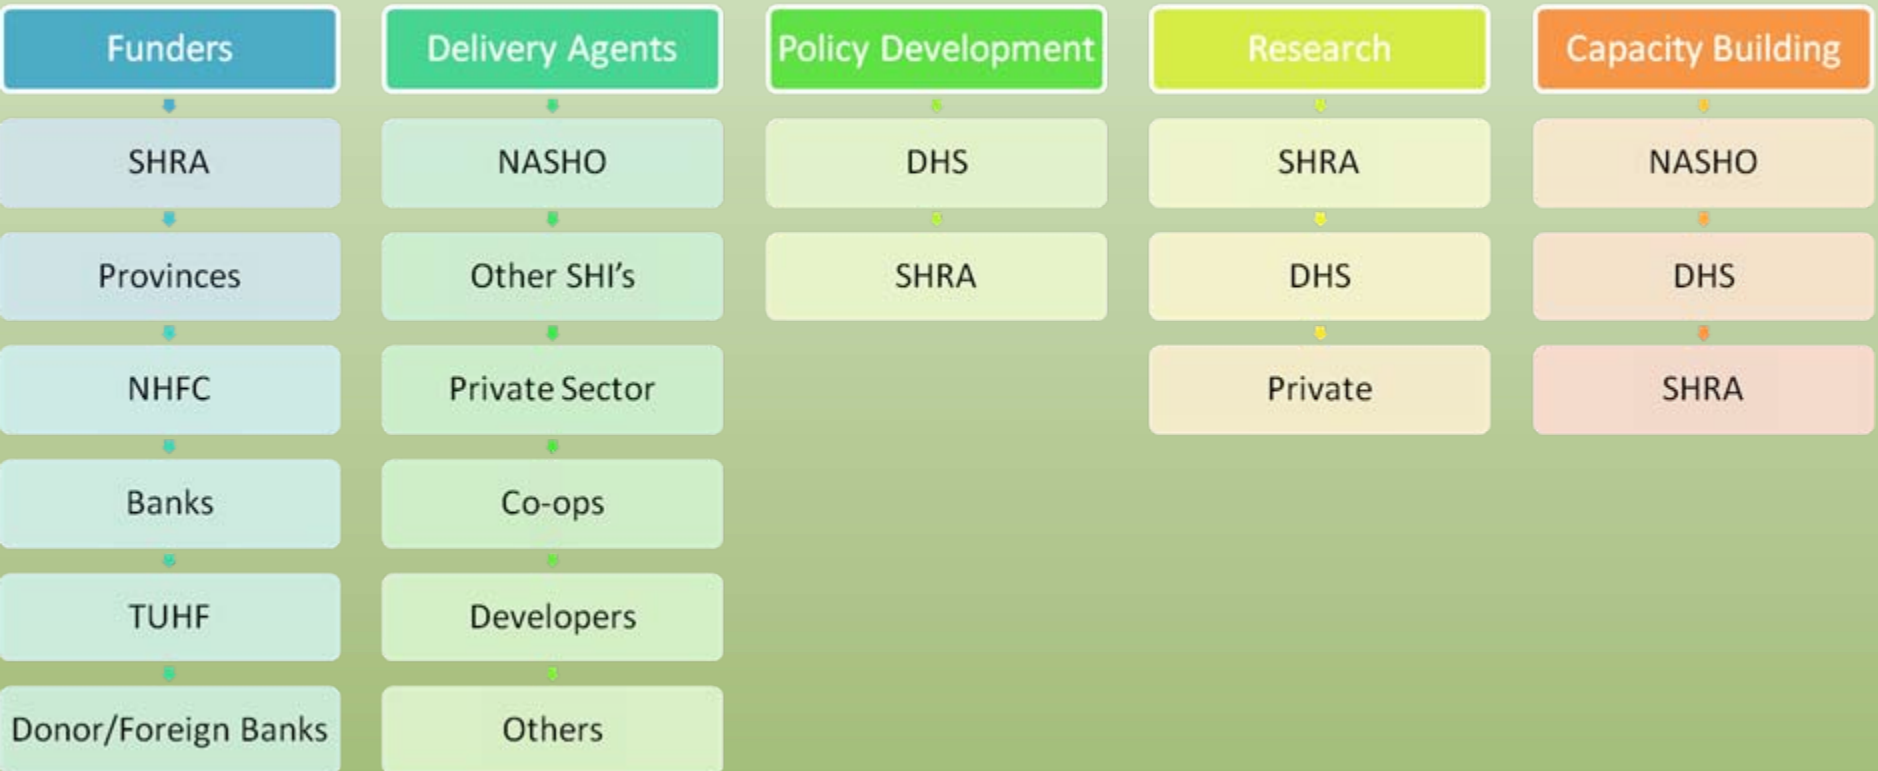 Funders
SHRA
Provinces
NHFC
Banks
TUHF
Donor/Foreign Banks
Delivery Agents
NASHO
Other SHI’s
Private Sector
Co-ops
Developers
Others
Policy Development
DHS
SHRA
Research
SHRA
DHS
Private
Capacity Building
NASHO
DHS
SHRA